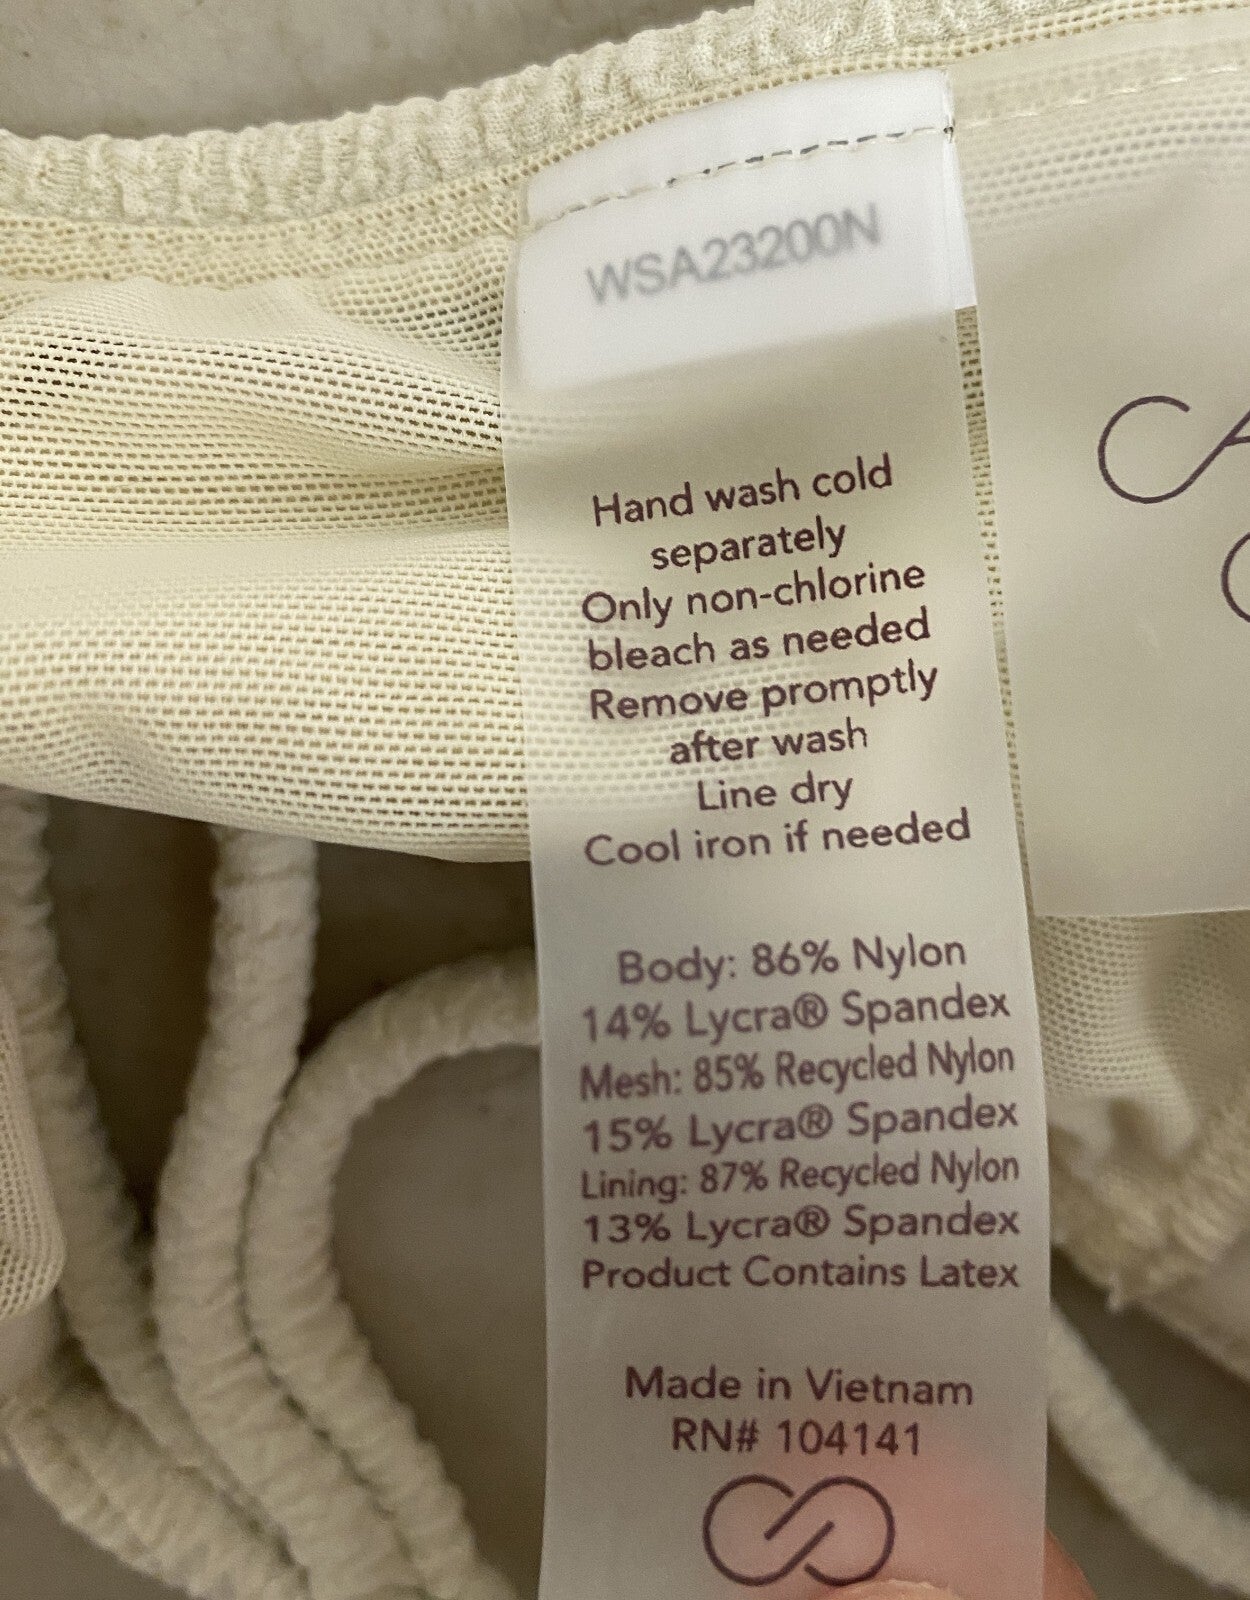 WSA23200N
Hand wash cold
separately
Only non-chlorine
bleach as needed
Remove promptly
after wash
Line dry
Cool iron if needed
Body: 86% Nylon
14% Lycra® Spandex
Mesh: 85% Recycled Nylon
15% Lycra® Spandex
Lining: 87% Recycled Nylon
13% Lycra® Spandex
Product Contains Latex
Made in Vietnam
RN# 104141